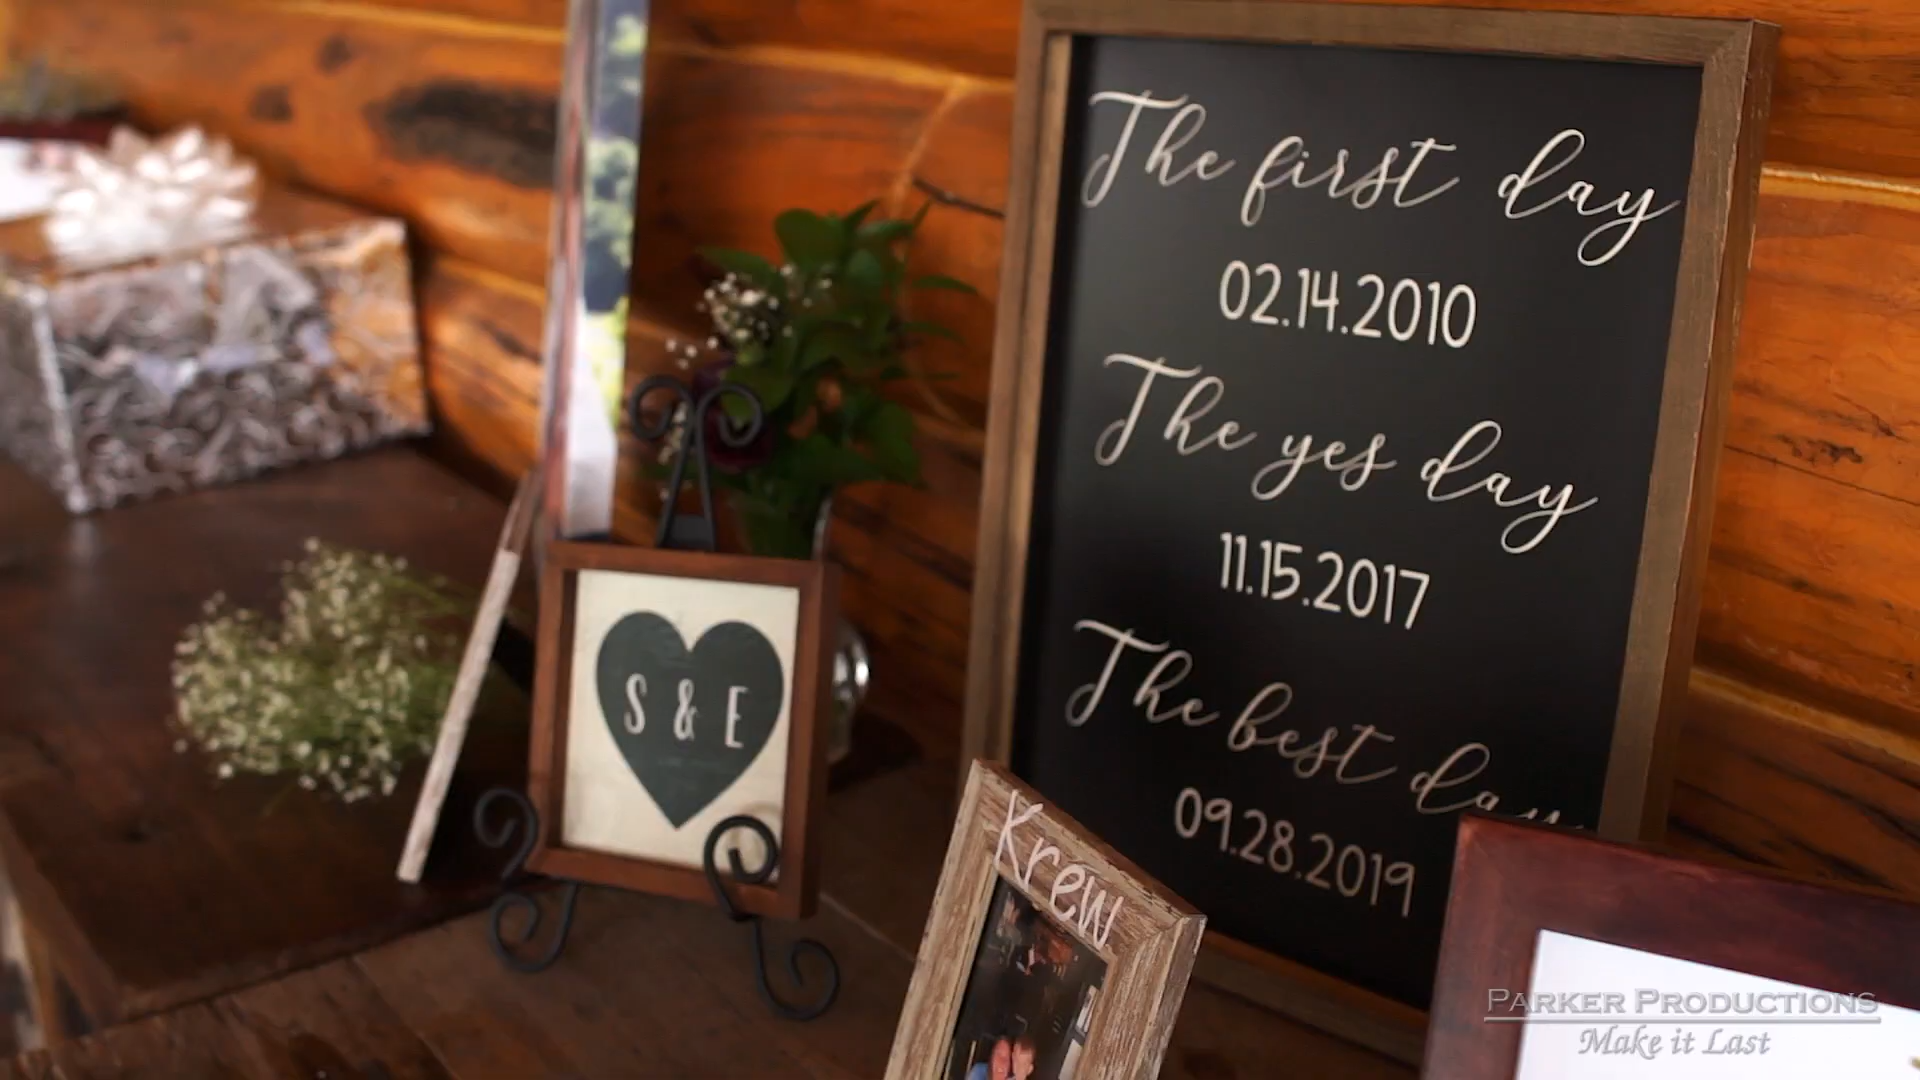 The first day
02.14.2010
The yes day
11.15.2017
The best day
09.28.2019
S & E
Krew
PARKER PRODUCTIONS
Make it Last